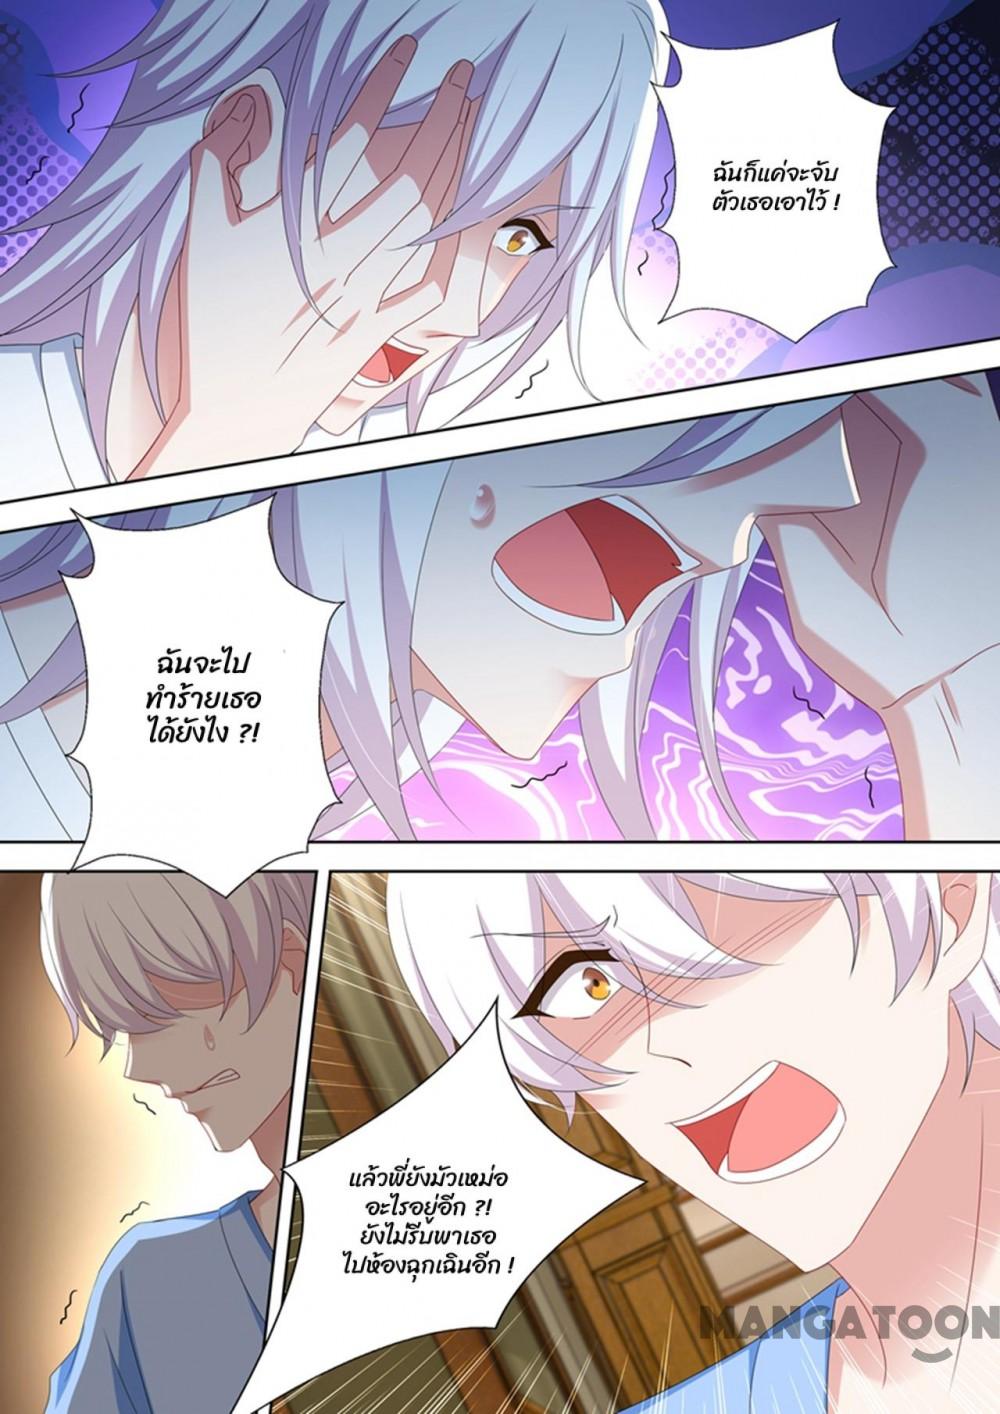 ฉันก็แค่จะจับ
ตัวเธอเอาไว้ !
ฉันจะไป
ทำร้ายเธอ
ได้ยังไง ?!
แล้วพี่ยังมัวเหม่อ
อะไรอยู่อีก ?!
ยังไม่รีบพาเธอ
ไปห้องฉุกเฉินอีก !
MANGATOON